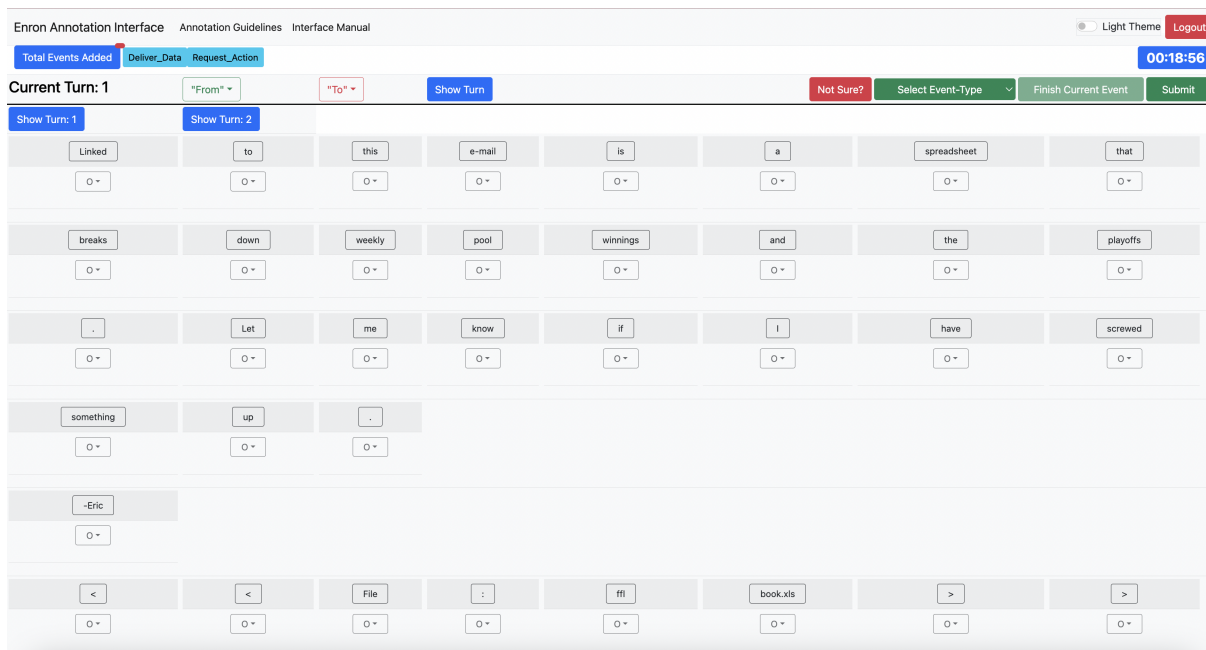 Enron Annotation Interface Annotation Guidelines Interface Manual Light Theme Logout
Total Events Added Deliver_Data Request_Action 00:18:56
Current Turn: 1 "From" "To" Show Turn Not Sure? Select Event-Type Finish Current Event Submit
Show Turn: 1 Show Turn: 2
Linked to this e-mail is a spreadsheet that
O O O O O O O O
breaks down weekly pool winnings and the playoffs
O O O O O O O O
. Let me know if I have screwed
O O O O O O O O
something up .
O O O
-Eric
O
< < File : ffl book.xls > >
O O O O O O O O